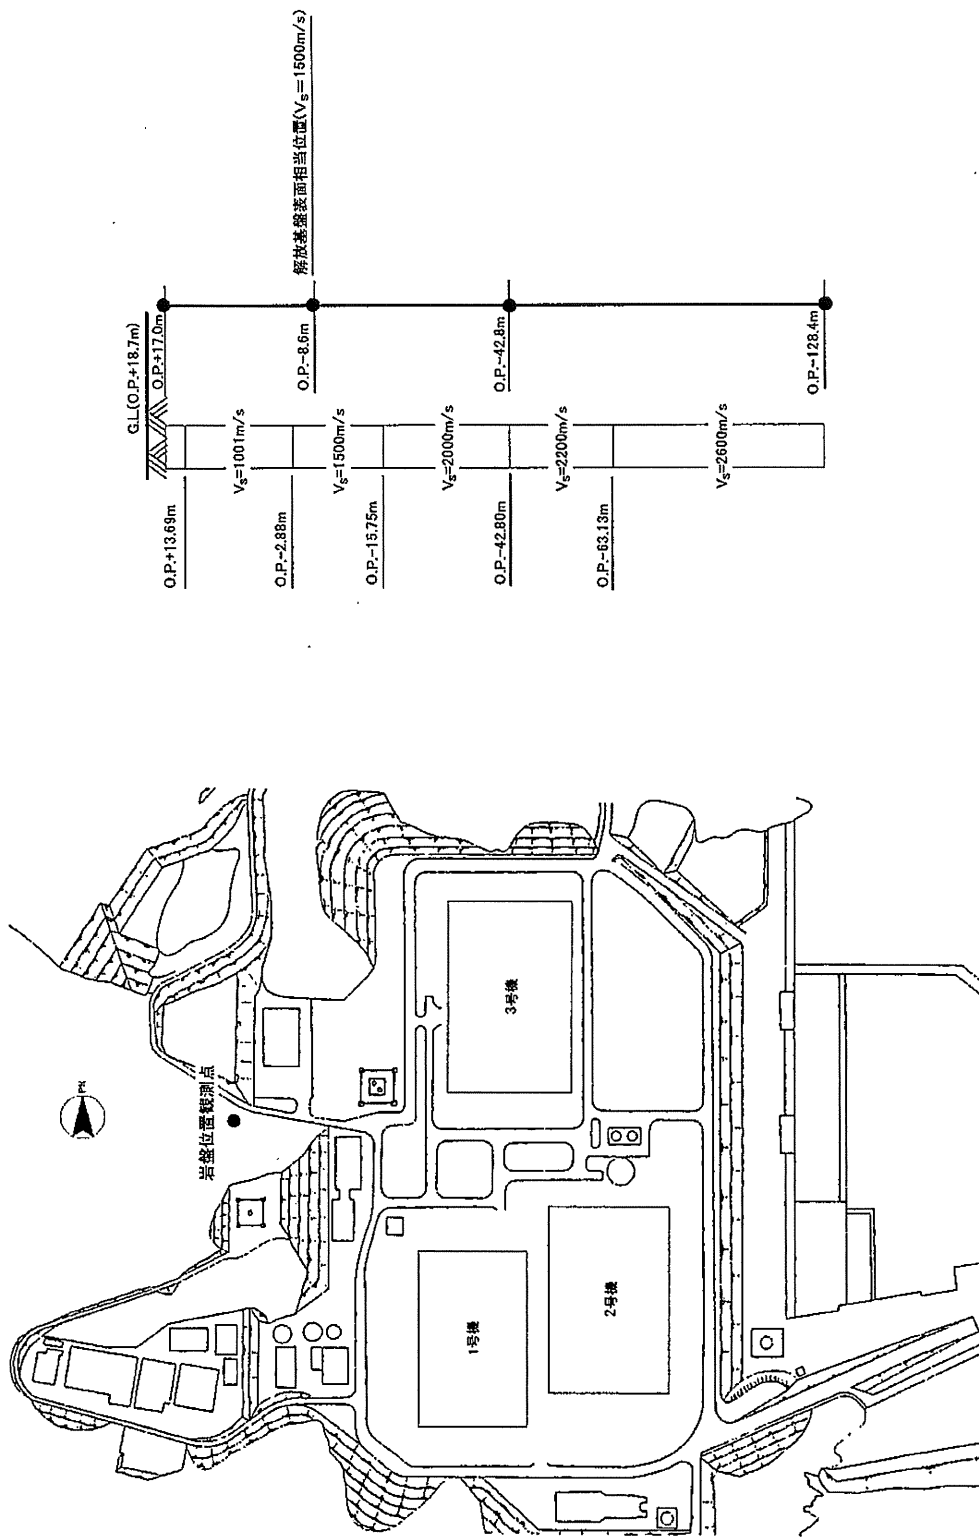 G.L.(O.P.+18.7m)
O.P.+17.0m
O.P.+13.69m
Vs=1001m/s
O.P.-2.88m
O.P.-8.6m
解放基盤表面相当位置(Vs=1500m/s)
Vs=1500m/s
O.P.-15.75m
Vs=2000m/s
O.P.-42.80m
O.P.-42.8m
Vs=2200m/s
O.P.-63.13m
Vs=2600m/s
O.P.-128.4m
岩盤位置観測点
3号機
1号機
2号機